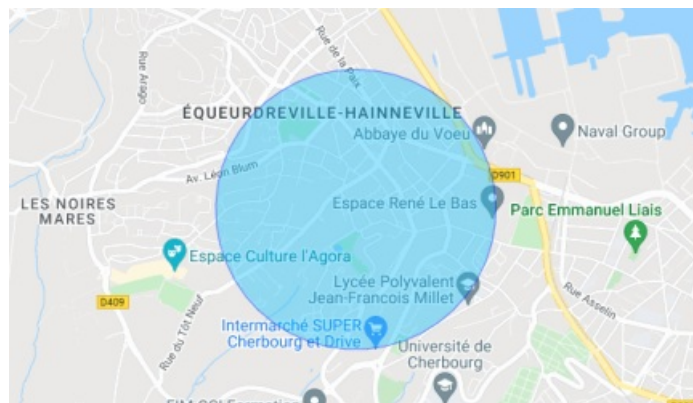 Rue de la Paix
Rue Arago
ÉQUEURDREVILLE-HAINNEVILLE
Abbaye du Voeu
Naval Group
Av. Léon Blum
D901
LES NOIRES
MARES
Espace René Le Bas
Parc Emmanuel Liais
Espace Culture l'Agora
Lycée Polyvalent
Jean-François Millet
D409
Rue Asselin
Rue du Tôt Neuf
Intermarché SUPER
Cherbourg et Drive
Université de
Cherbourg